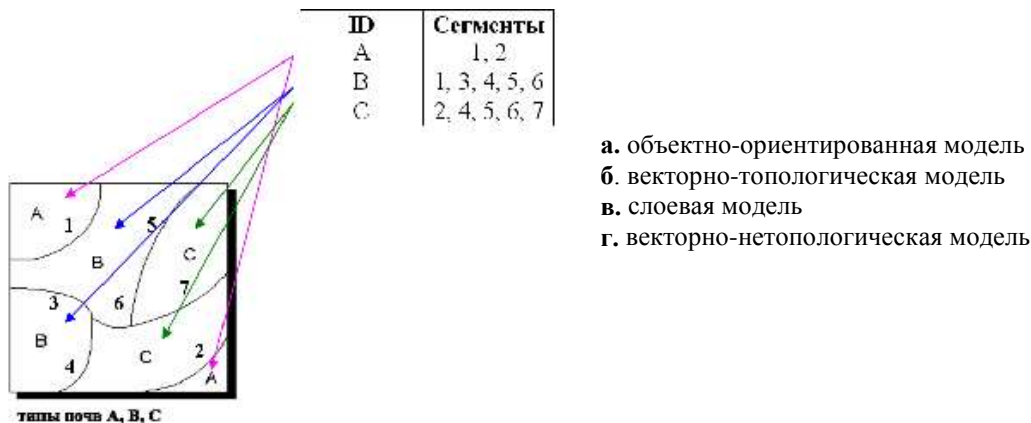 ID Сегменты
A 1, 2
B 1, 3, 4, 5, 6
C 2, 4, 5, 6, 7
а. объектно-ориентированная модель
б. векторно-топологическая модель
в. слоевая модель
г. векторно-нетопологическая модель
A 1
5
B C
7
3 6
B 4
C 2
A
типы почв A, B, C